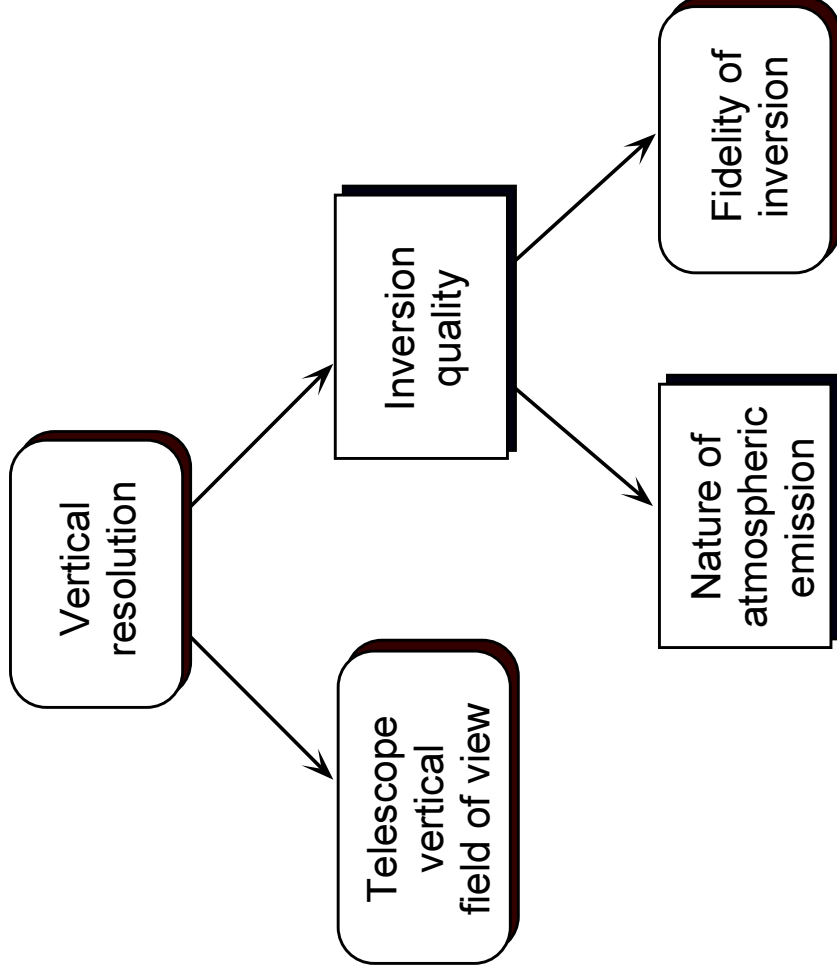 Vertical
resolution
Telescope
vertical
field of view
Inversion
quality
Nature of
atmospheric
emission
Fidelity of
inversion